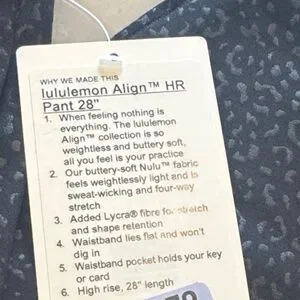 WHY WE MADE THIS
lululemon Align™ HR
Pant 28"
1. When feeling nothing is
everything. The lululemon
Align™ collection is so
weightless and buttery soft,
all you feel is your practice
2. Our buttery-soft Nulu™ fabric
feels weightlessly light and is
sweat-wicking and four-way
stretch
3. Added Lycra® fibre for stretch
and shape retention
4. Waistband lies flat and won't
dig in
5. Waistband pocket holds your key
or card
6. High rise, 28" length